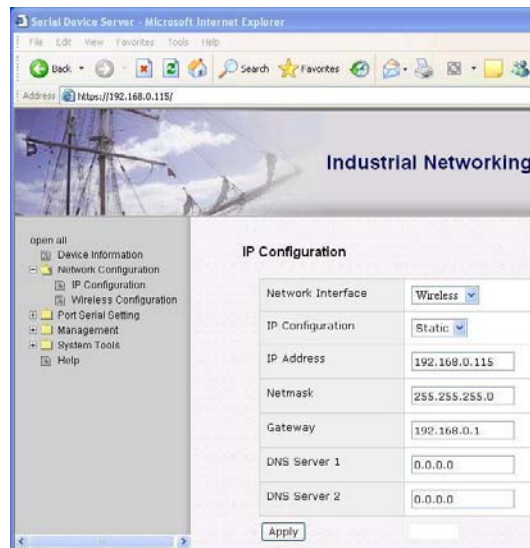 Serial Device Server - Microsoft Internet Explorer
File Edit View Favorites Tools Help
Back Search Favorites
Address https://192.168.0.115/
Industrial Networking
open all
Device Information
Network Configuration
IP Configuration
Wireless Configuration
Port Serial Setting
Management
System Tools
Help
IP Configuration
Network Interface Wireless
IP Configuration Static
IP Address 192.168.0.115
Netmask 255.255.255.0
Gateway 192.168.0.1
DNS Server 1 0.0.0.0
DNS Server 2 0.0.0.0
Apply